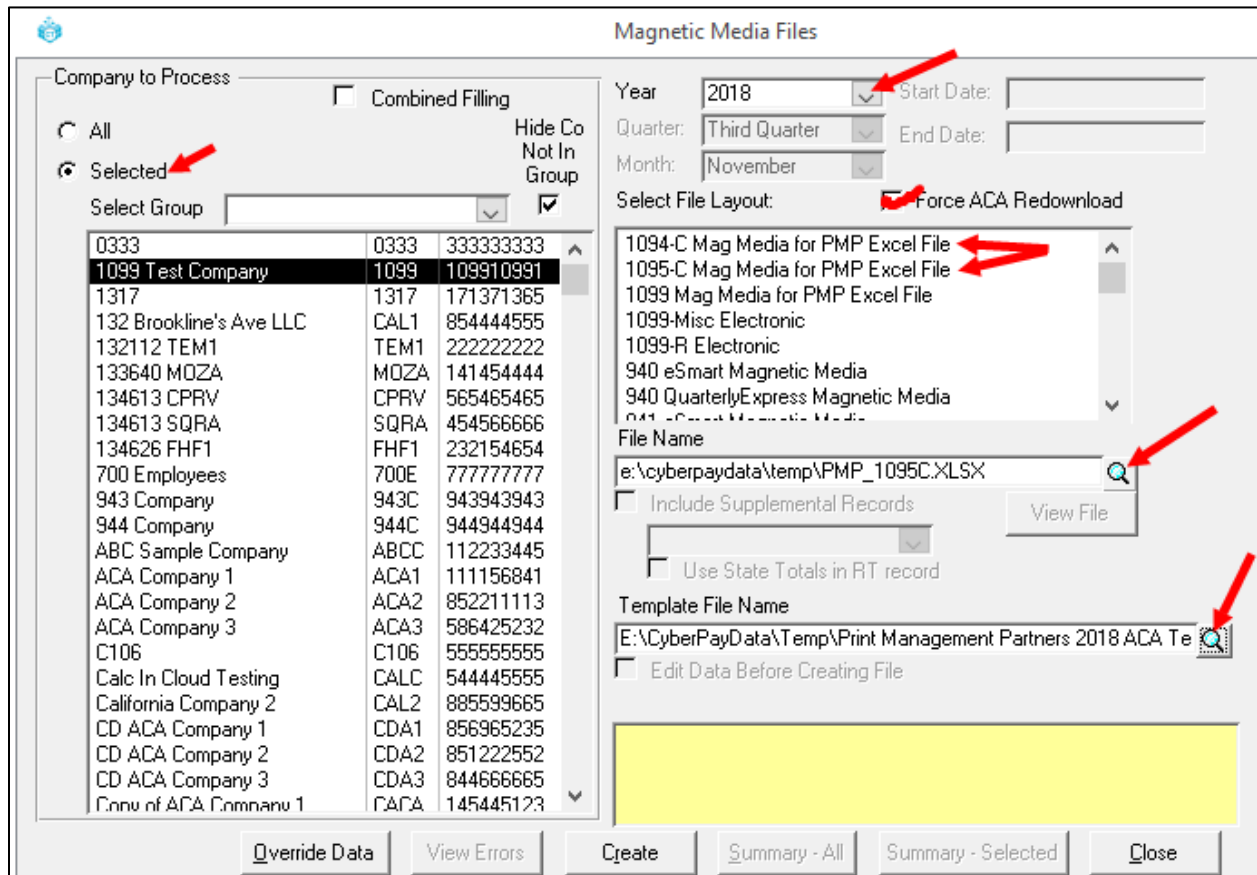 Magnetic Media Files
Company to Process
Combined Filling
All
Hide Co
Not In
Group
Selected
Select Group
0333 0333 333333333
1099 Test Company 1099 109910991
1317 1317 171371365
132 Brookline's Ave LLC CAL1 854444555
132112 TEM1 TEM1 222222222
133640 MOZA MOZA 141454444
134613 CPRV CPRV 565465465
134613 SQRA SQRA 454566666
134626 FHF1 FHF1 232154654
700 Employees 700E 777777777
943 Company 943C 943943943
944 Company 944C 944944944
ABC Sample Company ABCC 112233445
ACA Company 1 ACA1 111156841
ACA Company 2 ACA2 852211113
ACA Company 3 ACA3 586425232
C106 C106 555555555
Calc In Cloud Testing CALC 544445555
California Company 2 CAL2 885599665
CD ACA Company 1 CDA1 856965235
CD ACA Company 2 CDA2 851222552
CD ACA Company 3 CDA3 844666665
Copy of ACA Company 1 CACA 145445123
Year 2018 Start Date:
Quarter: Third Quarter End Date:
Month: November
Select File Layout: Force ACA Redownload
1094-C Mag Media for PMP Excel File
1095-C Mag Media for PMP Excel File
1099 Mag Media for PMP Excel File
1099-Misc Electronic
1099-R Electronic
940 eSmart Magnetic Media
940 QuarterlyExpress Magnetic Media
941 eSmart Magnetic Media
File Name
e:\cyberpaydata\temp\PMP_1095C.XLSX
Include Supplemental Records
View File
Use State Totals in RT record
Template File Name
E:\CyberPayData\Temp\Print Management Partners 2018 ACA Te
Edit Data Before Creating File
Override Data View Errors Create Summary - All Summary - Selected Close